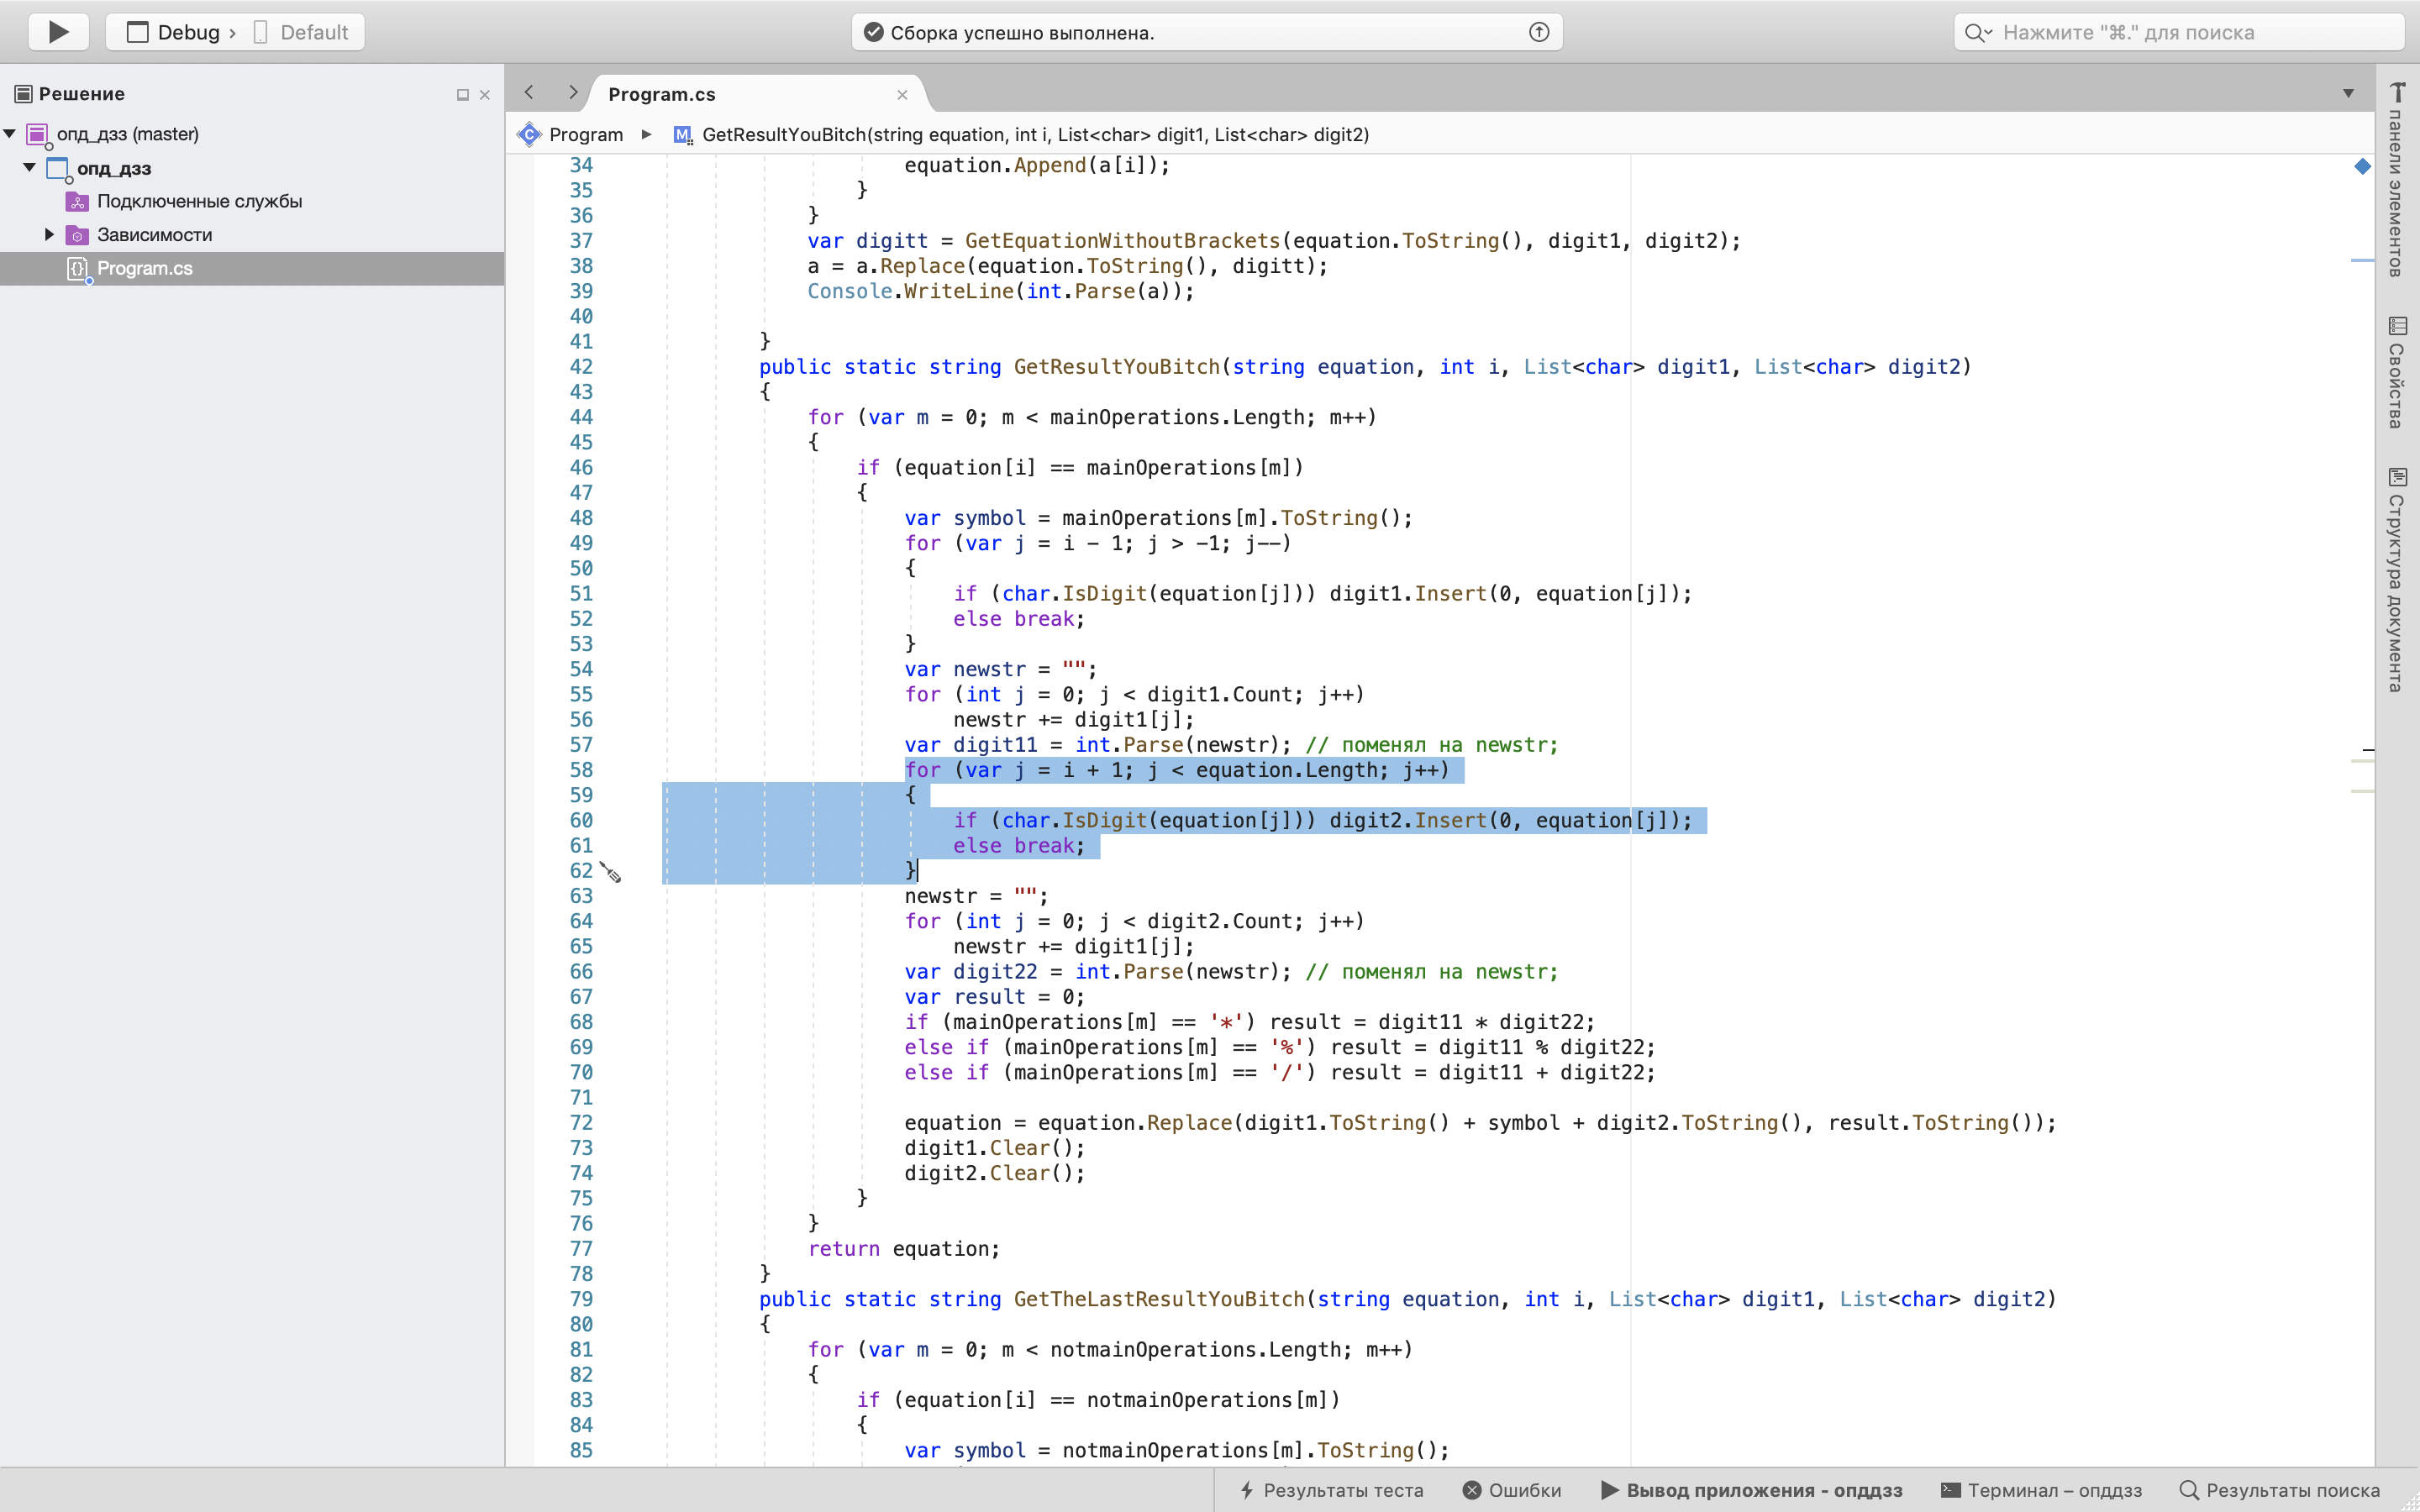 Debug › Default
Сборка успешно выполнена.
Нажмите "⌘." для поиска
Решение
опд_дзз (master)
опд_дзз
Подключенные службы
Зависимости
Program.cs
Program.cs
Program ▸ GetResultYouBitch(string equation, int i, List<char> digit1, List<char> digit2)
34 equation.Append(a[i]);
35 }
36 }
37 var digitt = GetEquationWithoutBrackets(equation.ToString(), digit1, digit2);
38 a = a.Replace(equation.ToString(), digitt);
39 Console.WriteLine(int.Parse(a));
40
41 }
42 public static string GetResultYouBitch(string equation, int i, List<char> digit1, List<char> digit2)
43 {
44 for (var m = 0; m < mainOperations.Length; m++)
45 {
46 if (equation[i] == mainOperations[m])
47 {
48 var symbol = mainOperations[m].ToString();
49 for (var j = i - 1; j > -1; j--)
50 {
51 if (char.IsDigit(equation[j])) digit1.Insert(0, equation[j]);
52 else break;
53 }
54 var newstr = "";
55 for (int j = 0; j < digit1.Count; j++)
56 newstr += digit1[j];
57 var digit11 = int.Parse(newstr); // поменял на newstr;
58 for (var j = i + 1; j < equation.Length; j++)
59 {
60 if (char.IsDigit(equation[j])) digit2.Insert(0, equation[j]);
61 else break;
62 }
63 newstr = "";
64 for (int j = 0; j < digit2.Count; j++)
65 newstr += digit1[j];
66 var digit22 = int.Parse(newstr); // поменял на newstr;
67 var result = 0;
68 if (mainOperations[m] == '*') result = digit11 * digit22;
69 else if (mainOperations[m] == '%') result = digit11 % digit22;
70 else if (mainOperations[m] == '/') result = digit11 + digit22;
71
72 equation = equation.Replace(digit1.ToString() + symbol + digit2.ToString(), result.ToString());
73 digit1.Clear();
74 digit2.Clear();
75 }
76 }
77 return equation;
78 }
79 public static string GetTheLastResultYouBitch(string equation, int i, List<char> digit1, List<char> digit2)
80 {
81 for (var m = 0; m < notmainOperations.Length; m++)
82 {
83 if (equation[i] == notmainOperations[m])
84 {
85 var symbol = notmainOperations[m].ToString();
панели элементов
Свойства
Структура документа
Результаты теста
Ошибки
Вывод приложения - опддзз
Терминал – опддзз
Результаты поиска